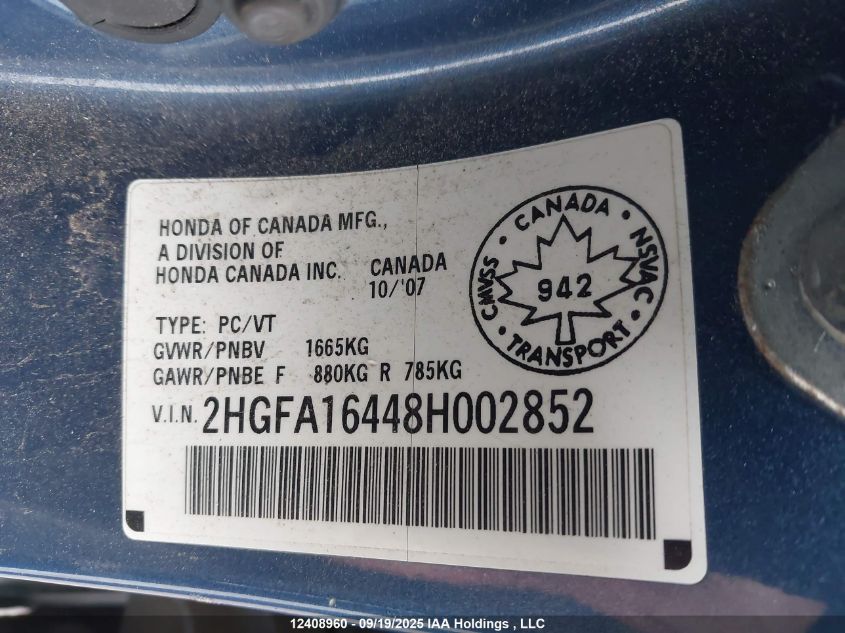 HONDA OF CANADA MFG.,
A DIVISION OF
HONDA CANADA INC. CANADA
10/'07
TYPE: PC/VT
GVWR/PNBV 1665KG
GAWR/PNBE F 880KG R 785KG
V.I.N. 2HGFA16448H002852
CANADA
CMVSS • NSVAC
942
TRANSPORT
12408960 - 09/19/2025 IAA Holdings , LLC